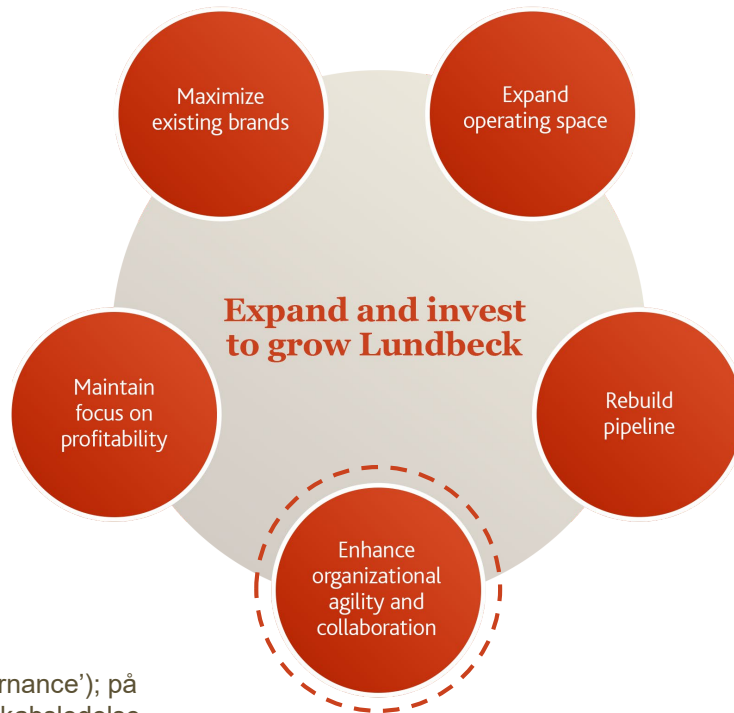 Maximize
existing brands
Expand
operating space
Expand and invest
to grow Lundbeck
Maintain
focus on
profitability
Rebuild
pipeline
Enhance
organizational
agility and
collaboration
rnance’); på